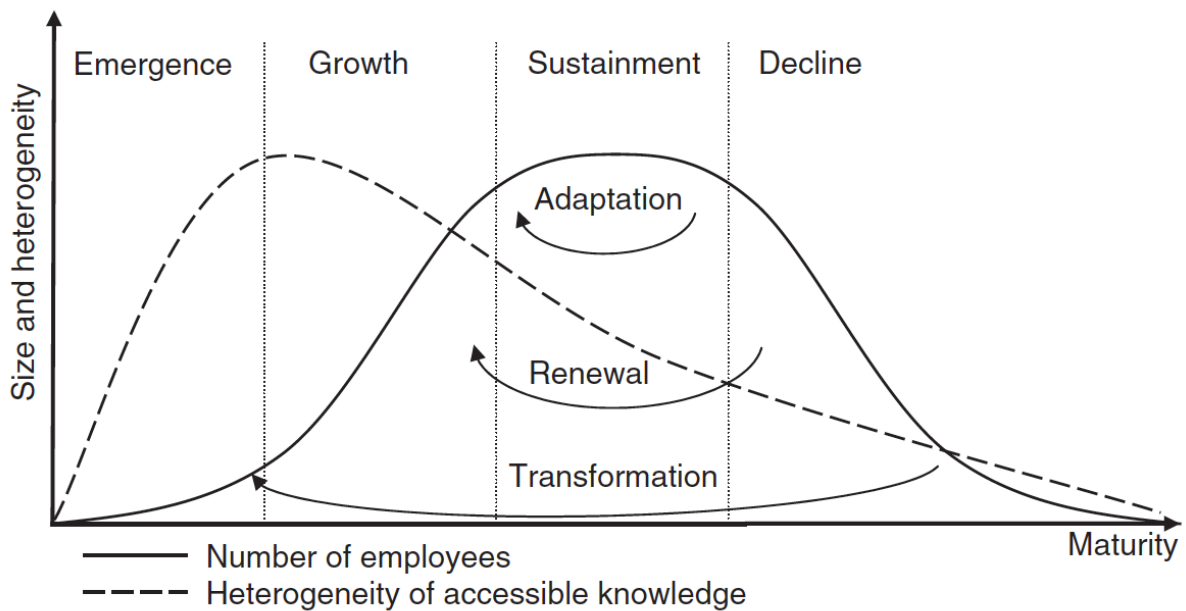 Emergence
Growth
Sustainment
Decline
Size and heterogeneity
Adaptation
Renewal
Transformation
Maturity
Number of employees
Heterogeneity of accessible knowledge